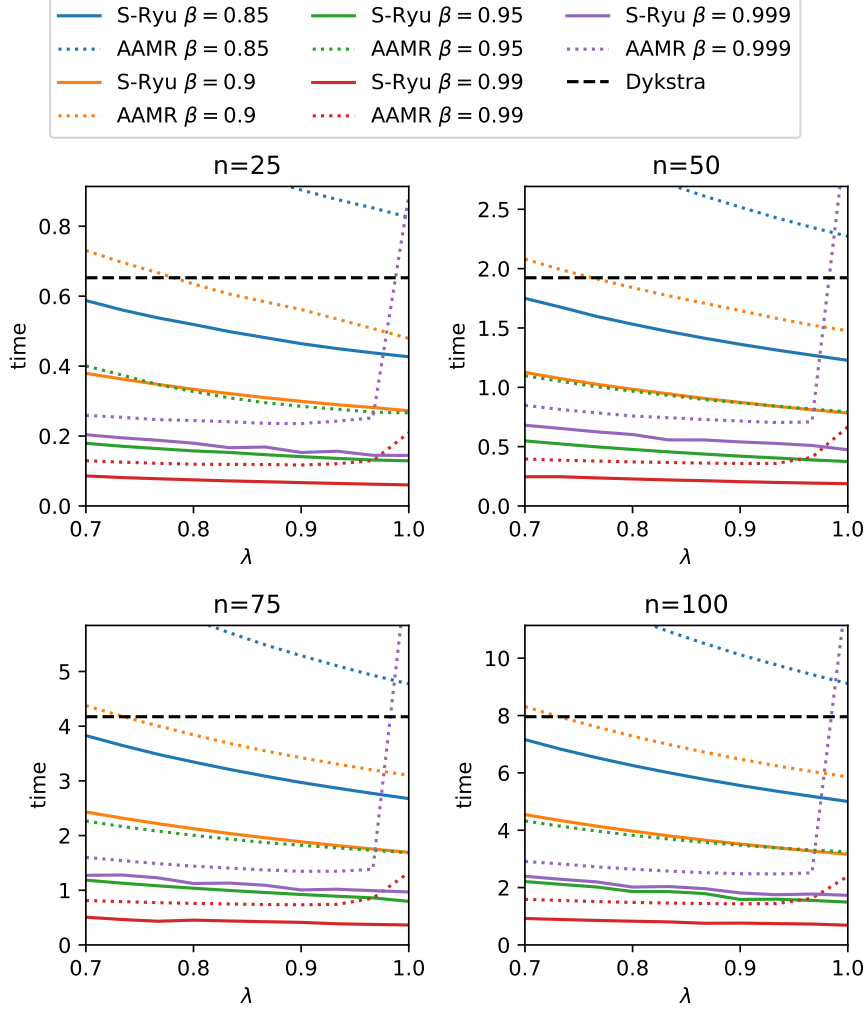 S-Ryu β = 0.85 S-Ryu β = 0.95 S-Ryu β = 0.999
AAMR β = 0.85 AAMR β = 0.95 AAMR β = 0.999
S-Ryu β = 0.9 S-Ryu β = 0.99 Dykstra
AAMR β = 0.9 AAMR β = 0.99
n=25
0.8
0.6
0.4
0.2
0.0
time
0.7 0.8 0.9 1.0
λ
n=50
2.5
2.0
1.5
1.0
0.5
0.0
time
0.7 0.8 0.9 1.0
λ
n=75
5
4
3
2
1
0
time
0.7 0.8 0.9 1.0
λ
n=100
10
8
6
4
2
0
time
0.7 0.8 0.9 1.0
λ